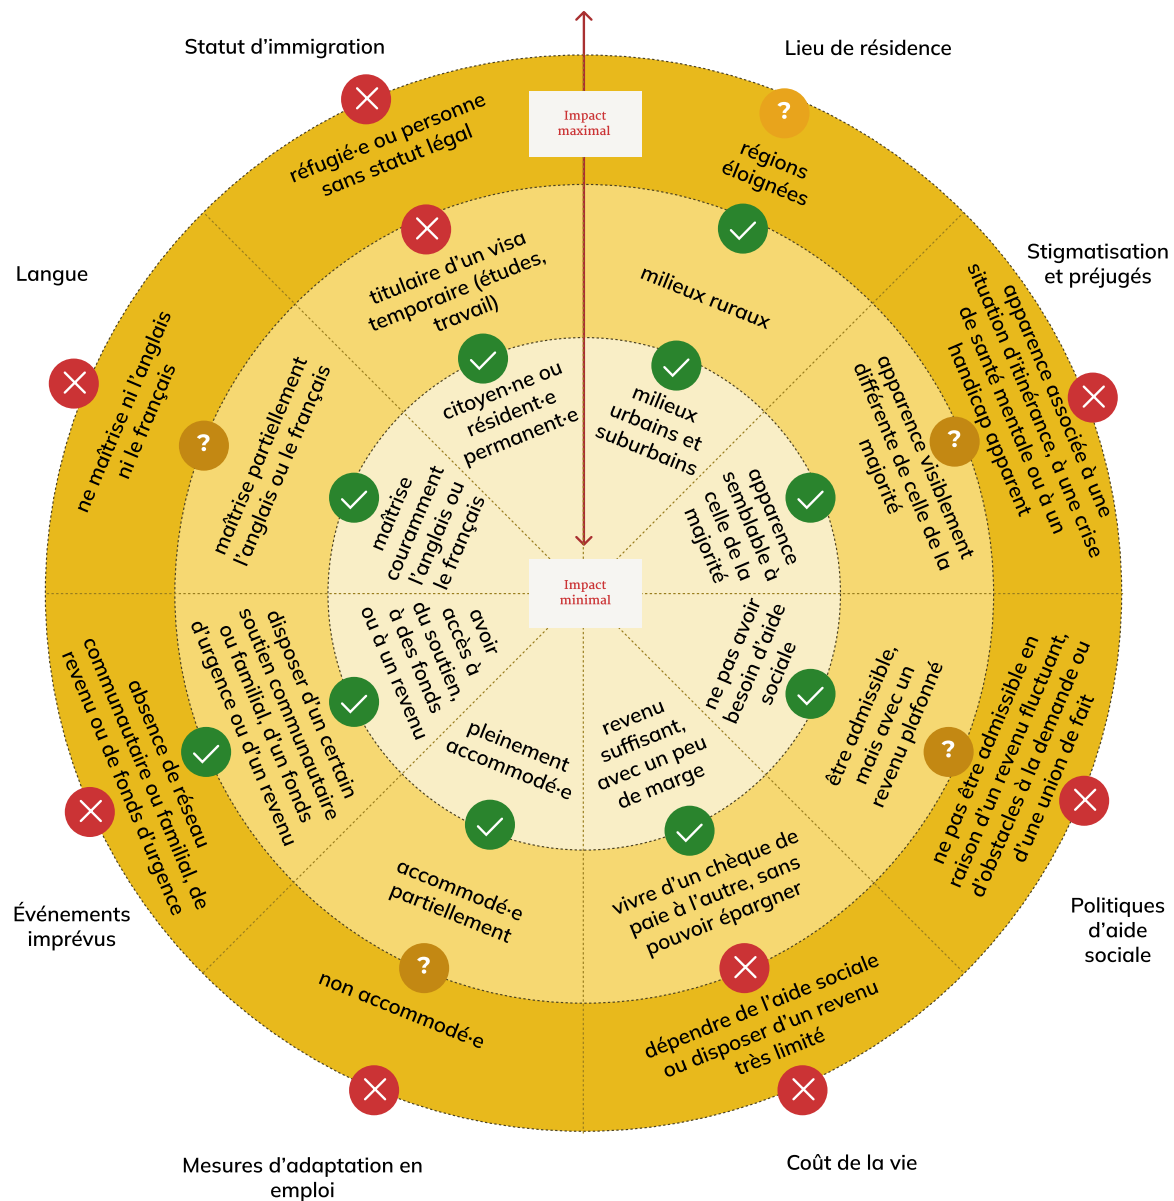 Statut d'immigration
Lieu de résidence
Impact
maximal
réfugié·e ou personne
sans statut légal
?
régions
éloignées
Stigmatisation
et préjugés
Langue
titulaire d'un visa
temporaire (études,
travail)
milieux ruraux
apparence associée à une
situation d'itinérance, à une crise
de santé mentale ou à un
handicap apparent
ne maîtrise ni l'anglais
ni le français
?
maîtrise partiellement
l'anglais ou le français
citoyen·ne ou
résident·e
permanent·e
milieux
urbains et
suburbains
?
apparence visiblement
différente de celle de la
majorité
maîtrise
couramment
l'anglais ou
le français
apparence
semblable à
celle de la
majorité
Impact
minimal
avoir
accès à
du soutien,
à des fonds
ou à un revenu
ne pas avoir
besoin d'aide
sociale
disposer d'un certain
soutien communautaire
ou familial, d'un fonds
d'urgence ou d'un revenu
être admissible,
mais avec un
revenu plafonné
?
ne pas être admissible en
raison d'un revenu fluctuant,
d'obstacles à la demande ou
d'une union de fait
absence de réseau
communautaire ou familial, de
revenu ou de fonds d'urgence
pleinement
accommodé·e
revenu
suffisant,
avec un peu
de marge
accommodé·e
partiellement
vivre d'un chèque de
paie à l'autre, sans
pouvoir épargner
Événements
imprévus
Politiques
d'aide
sociale
?
non accommodé·e
dépendre de l'aide sociale
ou disposer d'un revenu
très limité
Mesures d'adaptation en
emploi
Coût de la vie